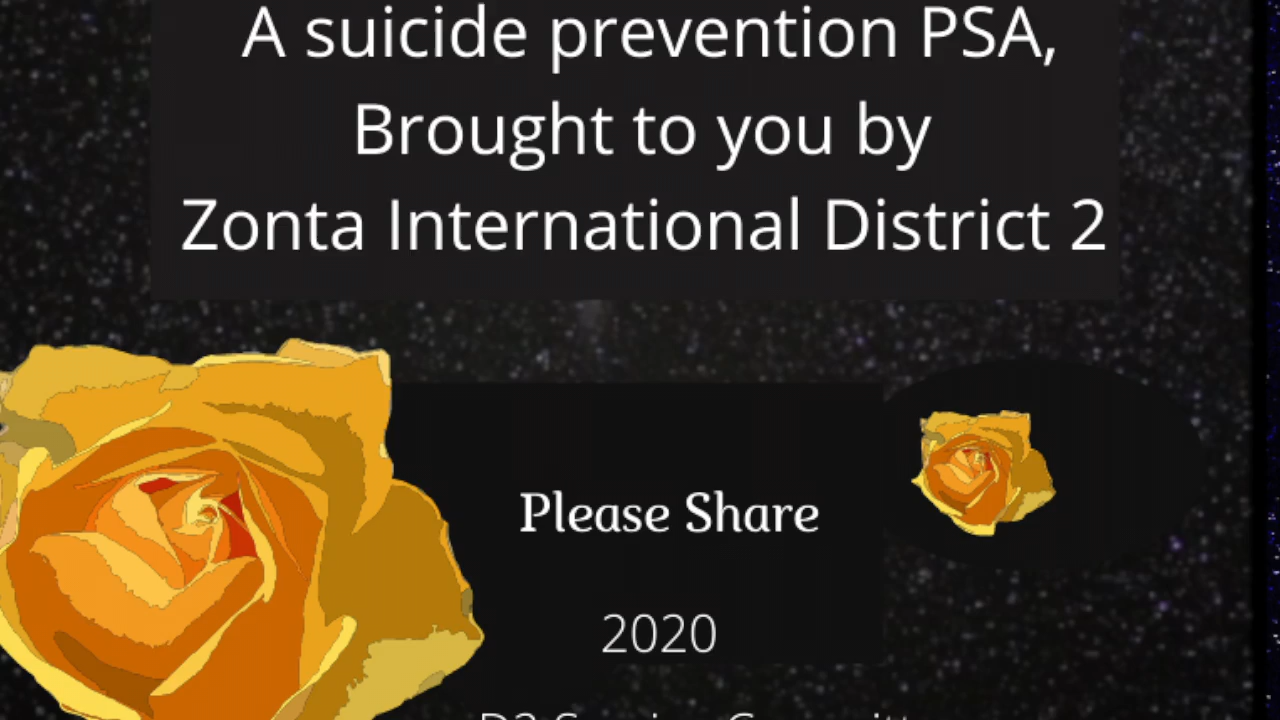 A suicide prevention PSA,
Brought to you by
Zonta International District 2
Please Share
2020